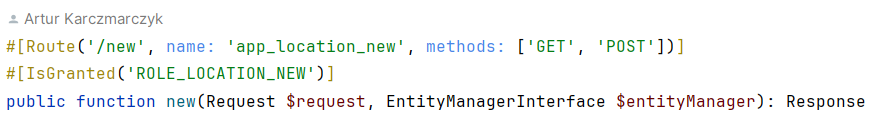 Artur Karczmarczyk
#[Route('/new', name: 'app_location_new', methods: ['GET', 'POST'])]
#[IsGranted('ROLE_LOCATION_NEW')]
public function new(Request $request, EntityManagerInterface $entityManager): Response